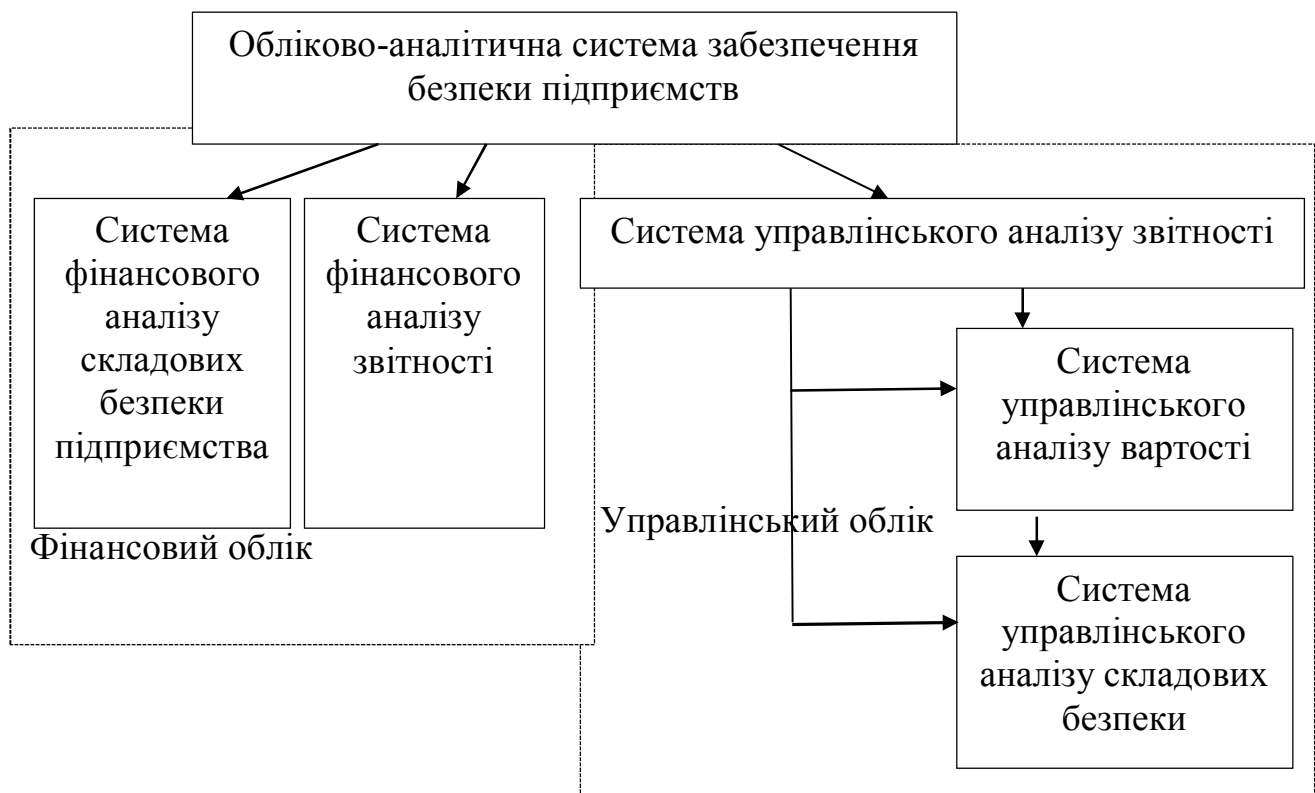 Обліково-аналітична система забезпечення
безпеки підприємств
Система
фінансового
аналізу
складових
безпеки
підприємства
Система
фінансового
аналізу
звітності
Фінансовий облік
Система управлінського аналізу звітності
Система
управлінського
аналізу вартості
Управлінський облік
Система
управлінського
аналізу складових
безпеки